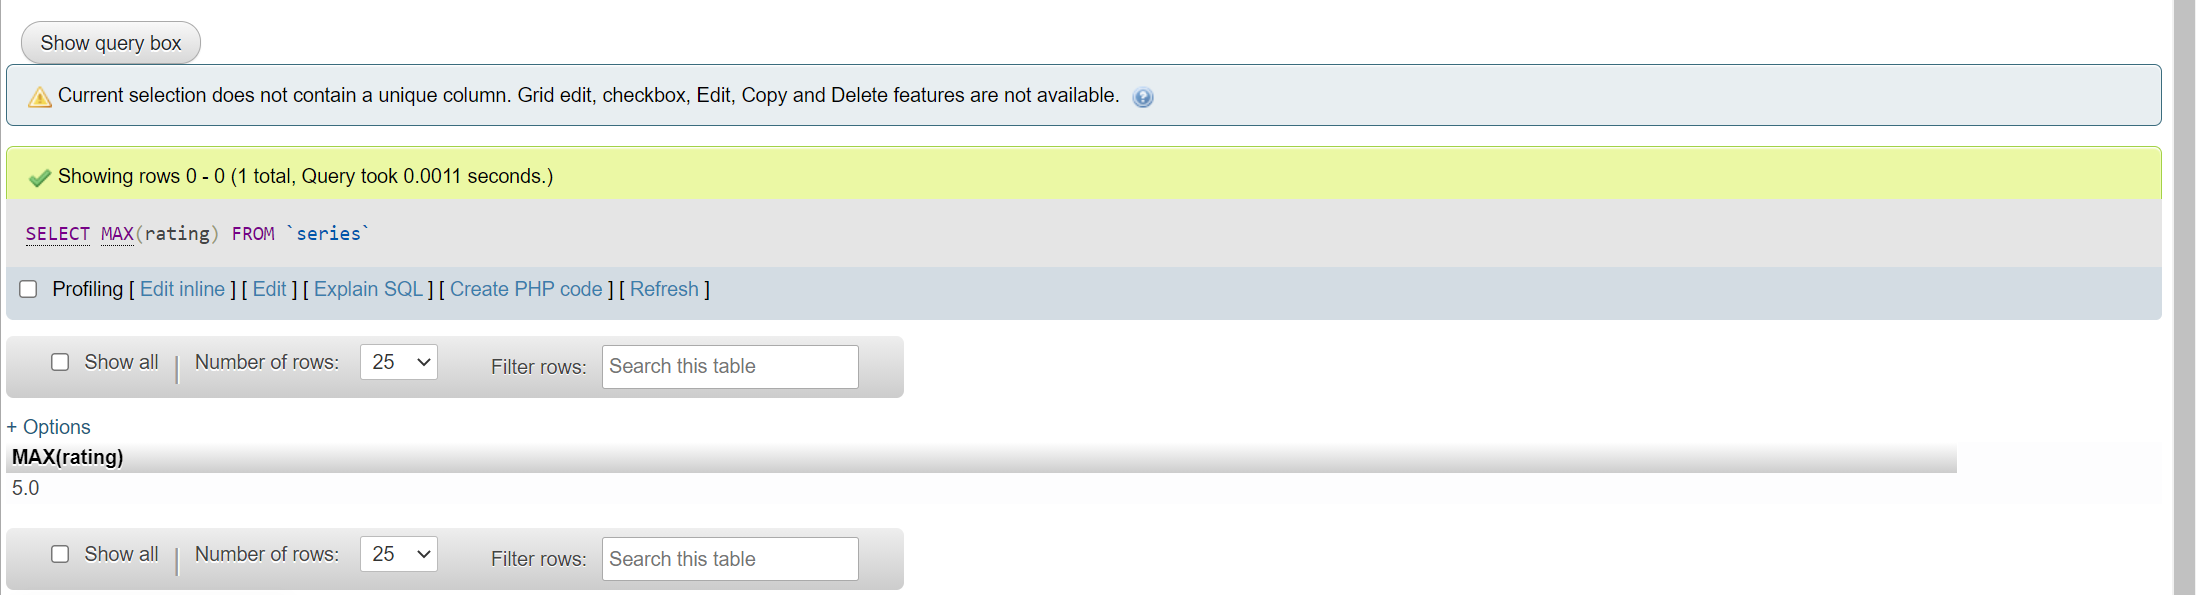 Show query box
Current selection does not contain a unique column. Grid edit, checkbox, Edit, Copy and Delete features are not available.
Showing rows 0 - 0 (1 total, Query took 0.0011 seconds.)
SELECT MAX(rating) FROM `series`
Profiling [ Edit inline ] [ Edit ] [ Explain SQL ] [ Create PHP code ] [ Refresh ]
Show all | Number of rows: 25 Filter rows: Search this table
+ Options
MAX(rating)
5.0
Show all | Number of rows: 25 Filter rows: Search this table